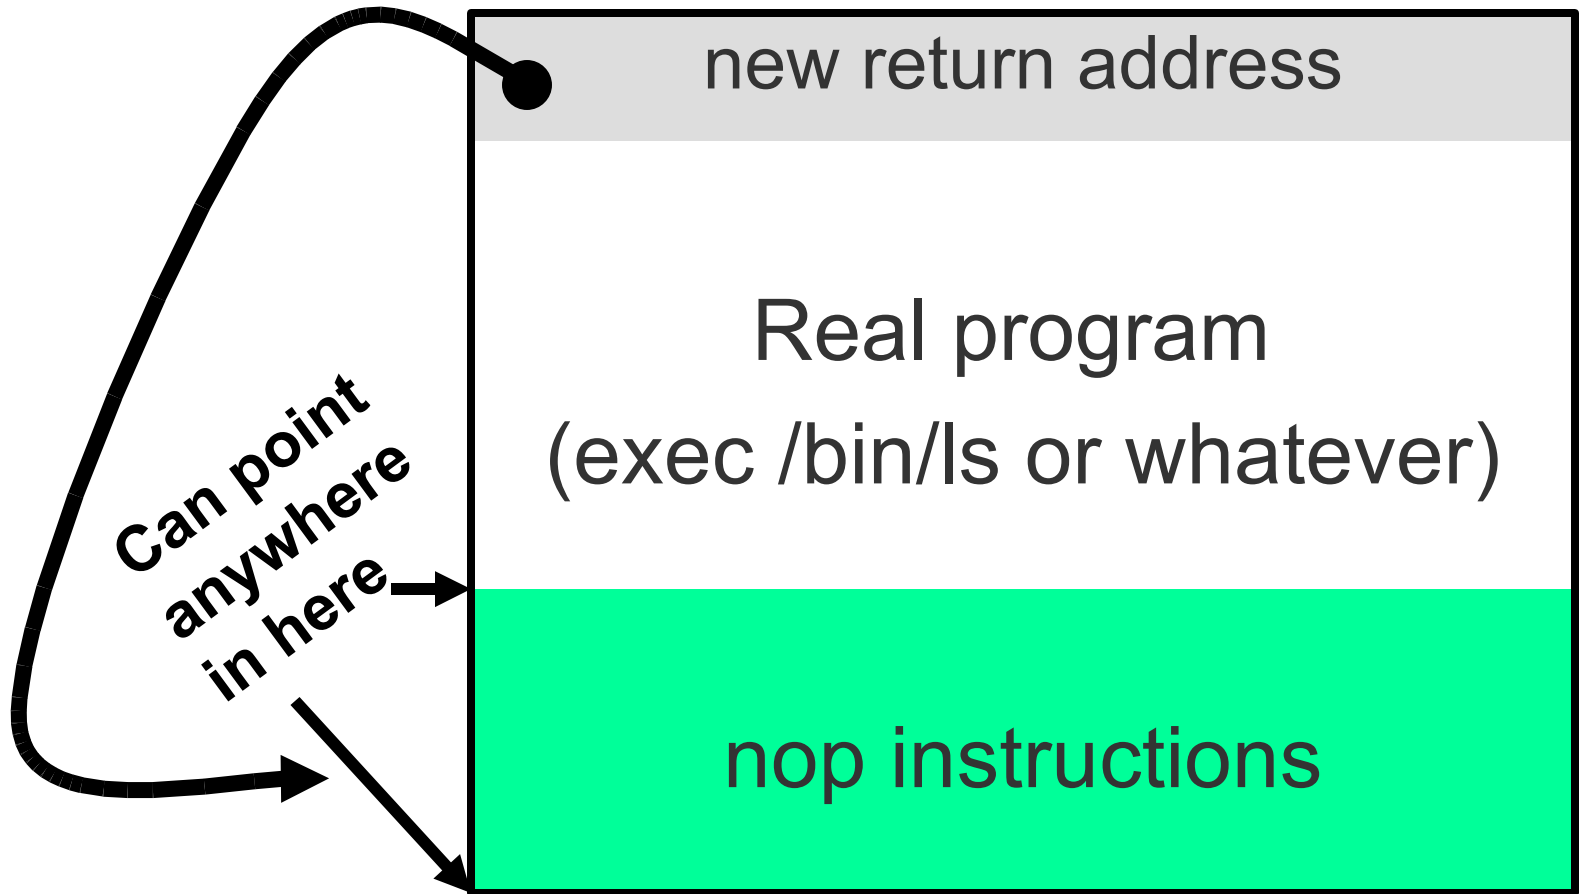 new return address
Real program
(exec /bin/ls or whatever)
Can point
anywhere
in here
nop instructions